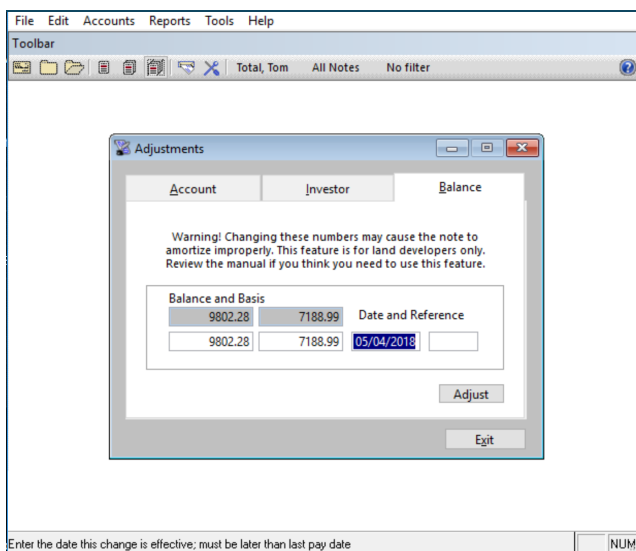 File Edit Accounts Reports Tools Help
Toolbar
Total, Tom All Notes No filter
Adjustments
Account Investor Balance
Warning! Changing these numbers may cause the note to
amortize improperly. This feature is for land developers only.
Review the manual if you think you need to use this feature.
Balance and Basis
9802.28 7188.99 Date and Reference
9802.28 7188.99 05/04/2018
Adjust
Exit
Enter the date this change is effective; must be later than last pay date NUM